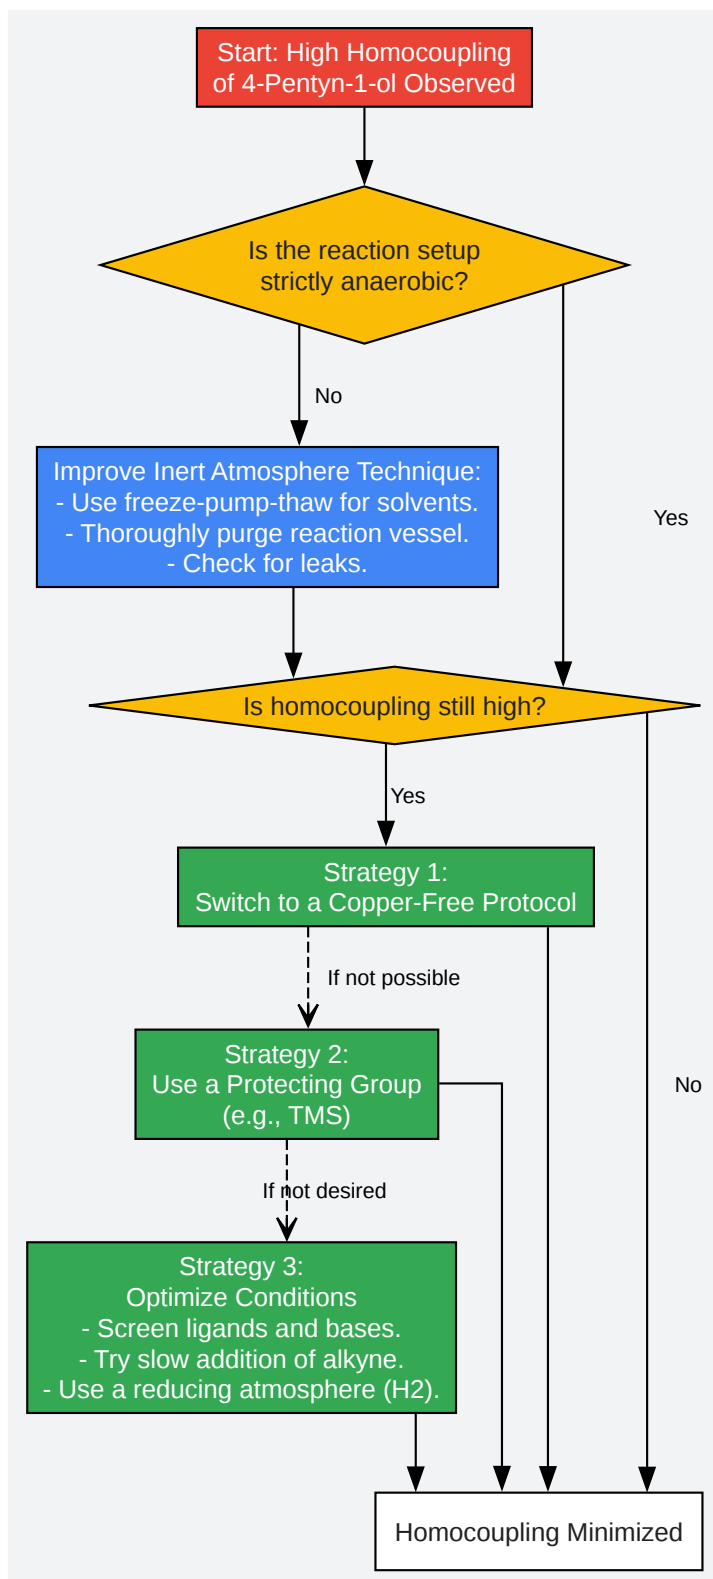 Start: High Homocoupling
of 4-Pentyn-1-ol Observed
Is the reaction setup
strictly anaerobic?
No
Improve Inert Atmosphere Technique:
- Use freeze-pump-thaw for solvents.
- Thoroughly purge reaction vessel.
- Check for leaks.
Yes
Is homocoupling still high?
Yes
Strategy 1:
Switch to a Copper-Free Protocol
If not possible
Strategy 2:
Use a Protecting Group
(e.g., TMS)
No
If not desired
Strategy 3:
Optimize Conditions
- Screen ligands and bases.
- Try slow addition of alkyne.
- Use a reducing atmosphere (H2).
Homocoupling Minimized